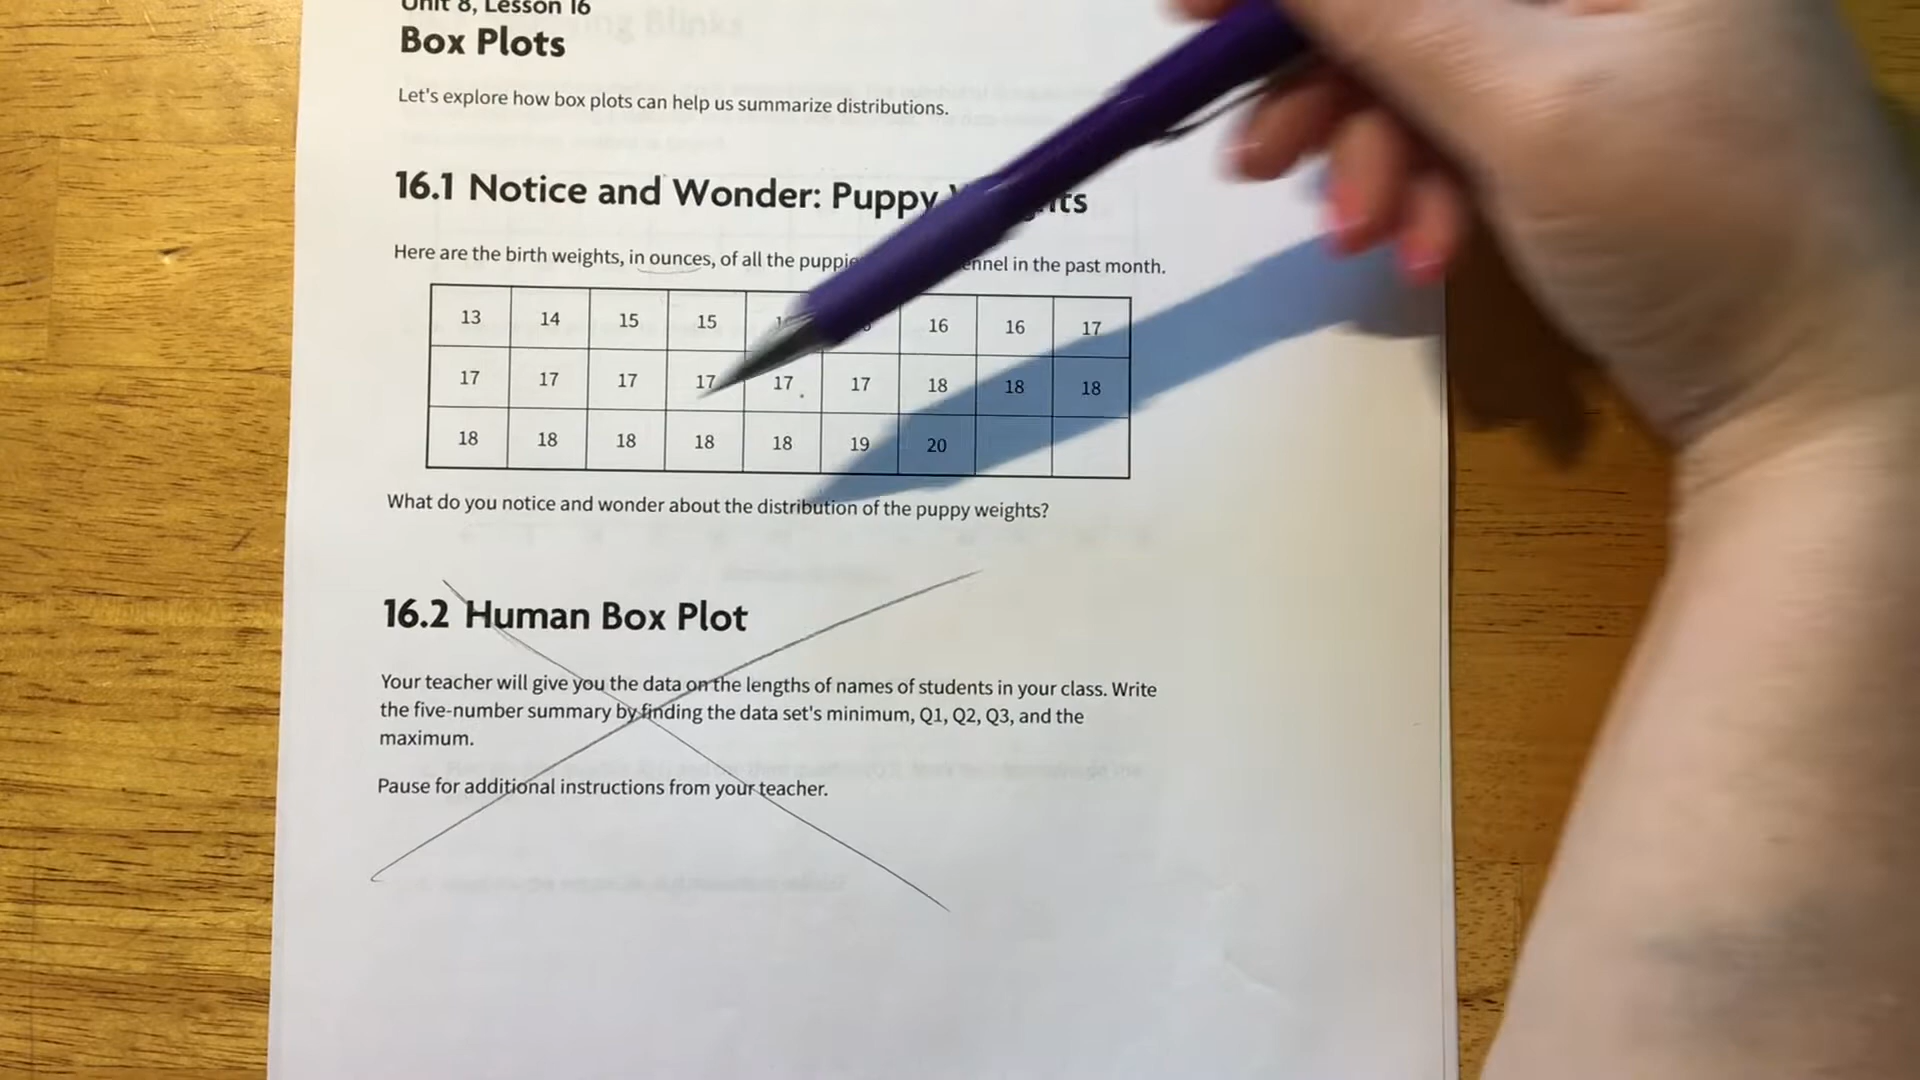 Unit 8, Lesson 16
Box Plots
Let's explore how box plots can help us summarize distributions.
16.1 Notice and Wonder: Puppy
Here are the birth weights, in ounces, of all the in the past month.
13 14 15 15 16 16 17
17 17 17 17 17 17 18 18 18
18 18 18 18 18 19 20
What do you notice and wonder about the distribution of the puppy weights?
16.2 Human Box Plot
Your teacher will give you the data on the lengths of names of students in your class. Write
the five-number summary by finding the data set's minimum, Q1, Q2, Q3, and the
maximum.
Pause for additional instructions from your teacher.